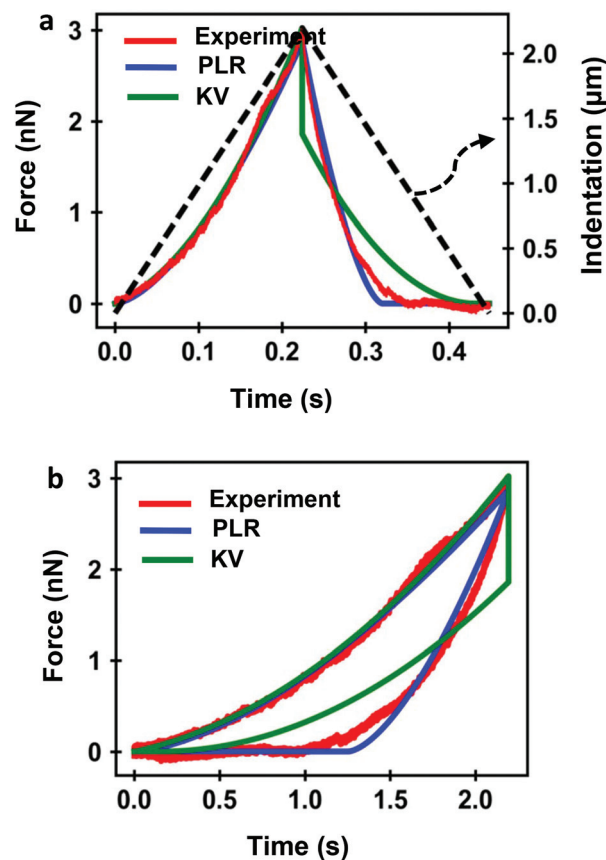 a
3
2
1
0
Force (nN)
Experiment
PLR
KV
2.0
1.5
1.0
0.5
0.0
Indentation (μm)
0.0 0.1 0.2 0.3 0.4
Time (s)
b
3
2
1
0
Force (nN)
Experiment
PLR
KV
0.0 0.5 1.0 1.5 2.0
Time (s)